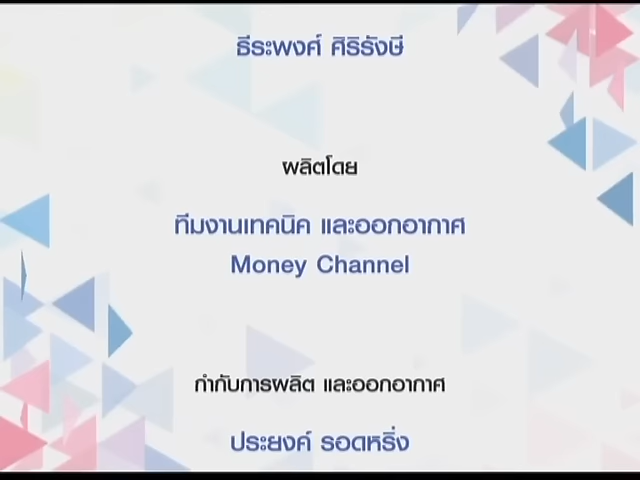 ธีระพงศ์ ศิริรังษี
ผลิตโดย
ทีมงานเทคนิค และออกอากาศ
Money Channel
กำกับการผลิต และออกอากาศ
ประยงค์ รอดหริ่ง